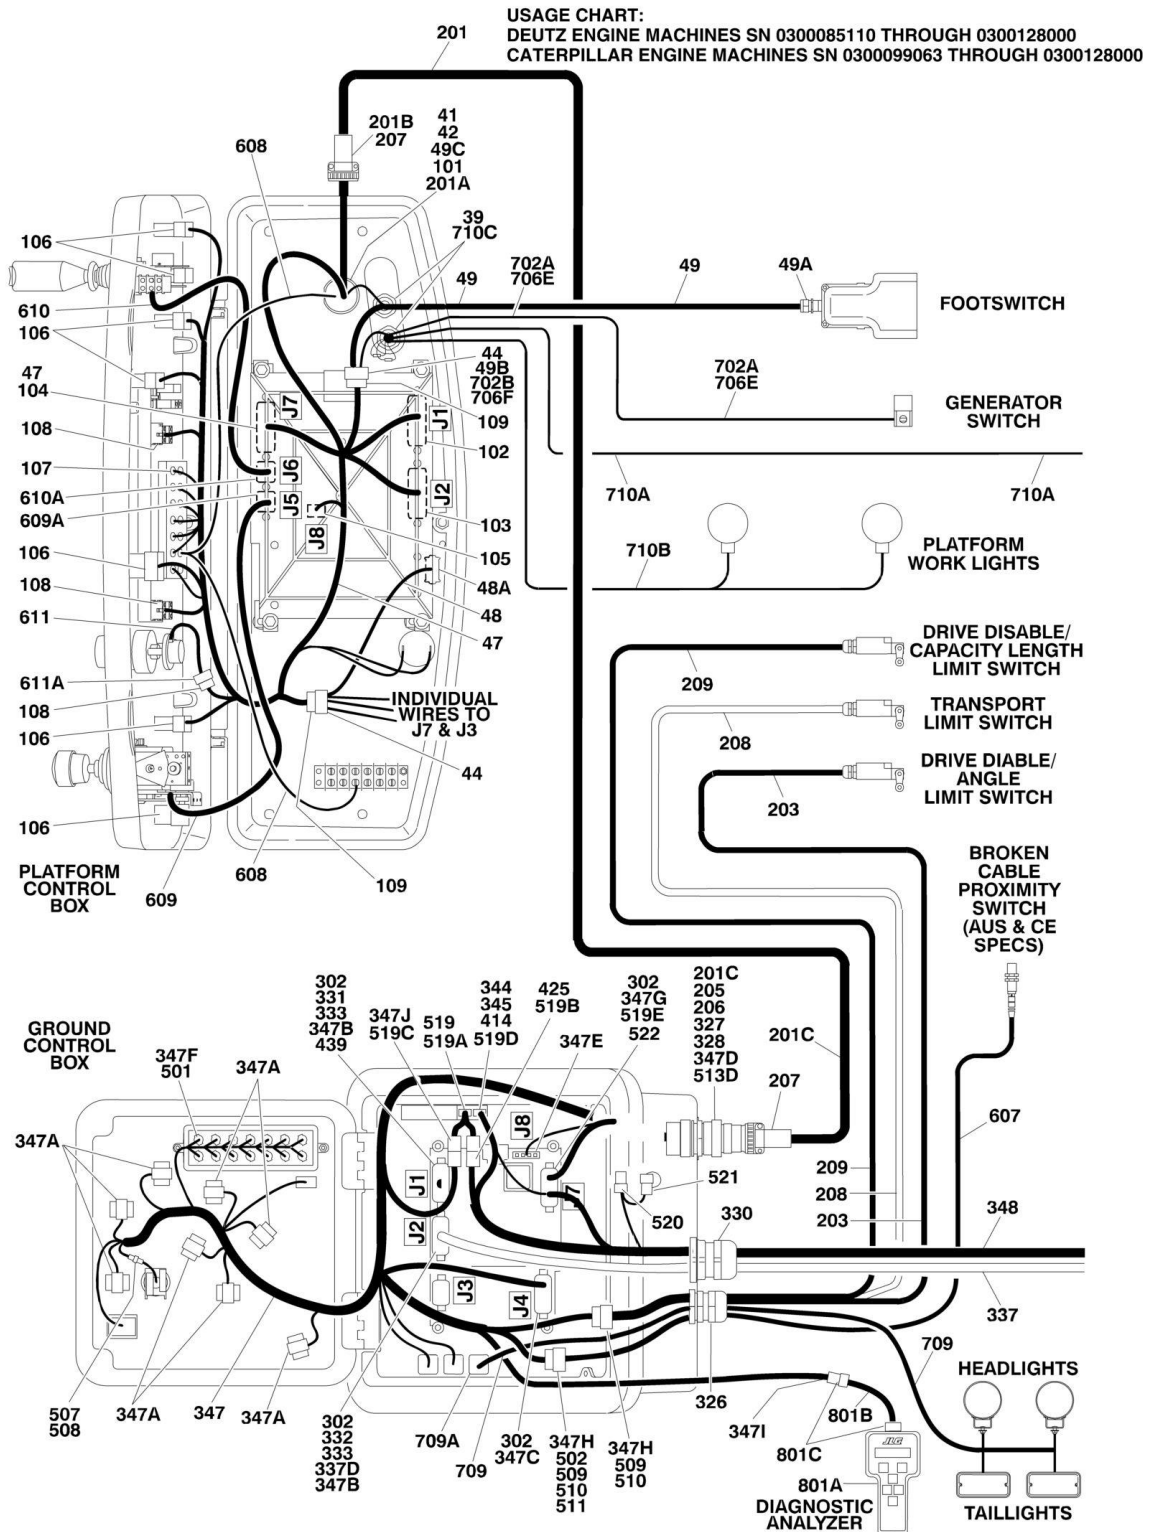 USAGE CHART:
DEUTZ ENGINE MACHINES SN 0300085110 THROUGH 0300128000
CATERPILLAR ENGINE MACHINES SN 0300099063 THROUGH 0300128000
201
201B
207
41
42
49C
101
201A
608
39
710C
106
702A
706E
49
49
49A
FOOTSWITCH
610
106
44
49B
702B
706F
109
702A
706E
GENERATOR
SWITCH
47
104
J7
J1
108
102
107
J6
610A
J5
J2
609A
J8
103
710A
710A
106
105
710B
PLATFORM
WORK LIGHTS
108
48A
611
48
47
DRIVE DISABLE/
CAPACITY LENGTH
LIMIT SWITCH
209
611A
108
106
INDIVIDUAL
WIRES TO
J7 & J3
TRANSPORT
LIMIT SWITCH
208
44
DRIVE DIABLE/
ANGLE
LIMIT SWITCH
203
106
608
109
PLATFORM
CONTROL
BOX
609
BROKEN
CABLE
PROXIMITY
SWITCH
(AUS & CE
SPECS)
GROUND
CONTROL
BOX
302
331
333
347B
439
347J
519C
519
519A
344
345
414
519D
425
519B
347E
302
347G
519E
522
201C
205
206
327
328
347D
513D
201C
207
347F
501
347A
347A
607
J8
J1
J7
521
209
208
203
520
330
348
J2
J3
J4
337
709
HEADLIGHTS
507
508
347A
347
347A
302
332
333
337D
347B
709A
709
302
347C
347H
502
509
510
511
347H
509
510
326
347I
801B
801C
JLG
801A
DIAGNOSTIC
ANALYZER
TAILLIGHTS